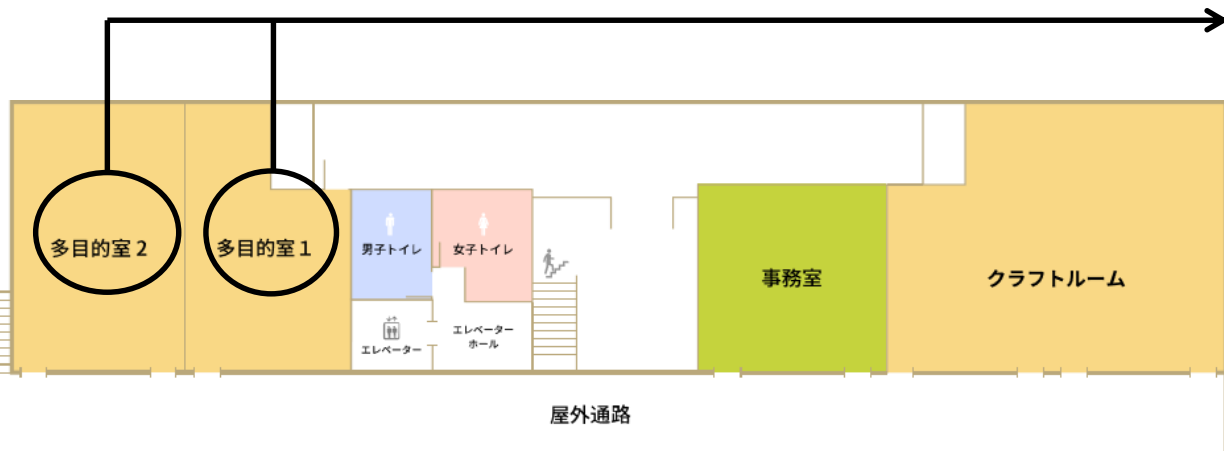 多目的室2
多目的室1
男子トイレ
女子トイレ
エレベーター
エレベーター
ホール
事務室
クラフトルーム
屋外通路